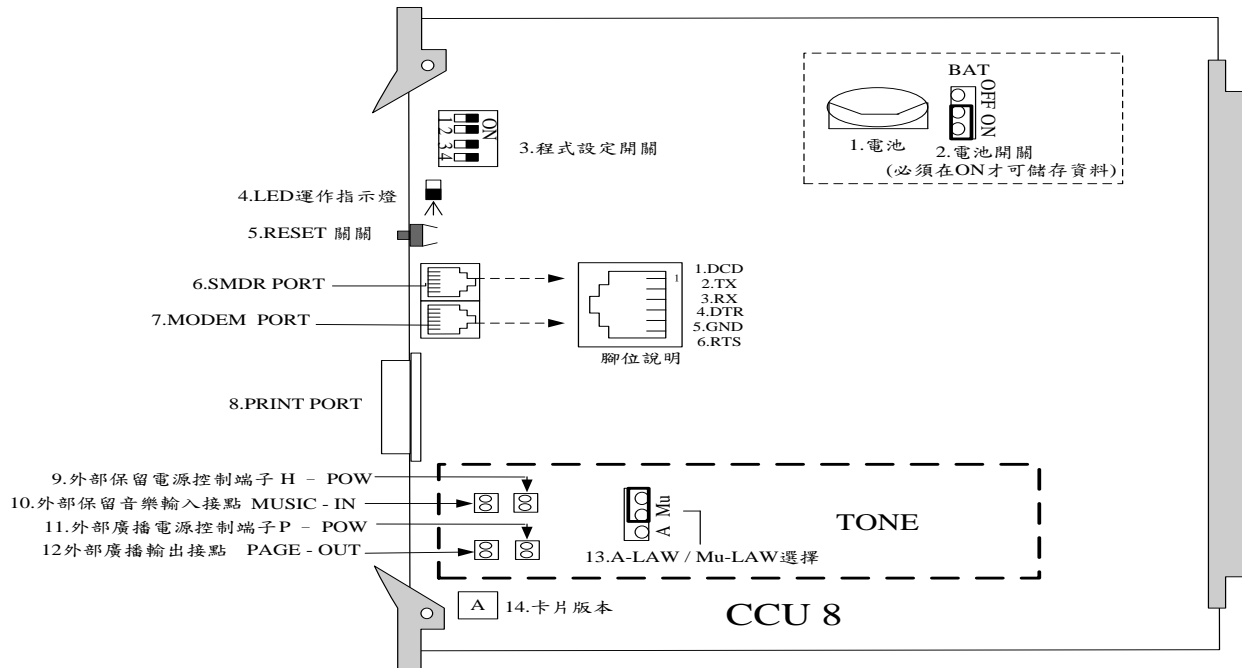 BAT
OFF ON
1.電池
2.電池開關
(必須在ON才可儲存資料)
ON
1
2
3
4
3.程式設定開關
4.LED運作指示燈
5.RESET 關關
6.SMDR PORT
7.MODEM PORT
1
1.DCD
2.TX
3.RX
4.DTR
5.GND
6.RTS
腳位說明
8.PRINT PORT
9.外部保留電源控制端子 H - POW
10.外部保留音樂輸入接點 MUSIC - IN
11.外部廣播電源控制端子 P - POW
12外部廣播輸出接點 PAGE - OUT
A Mu
13.A-LAW / Mu-LAW選擇
TONE
A
14.卡片版本
CCU 8